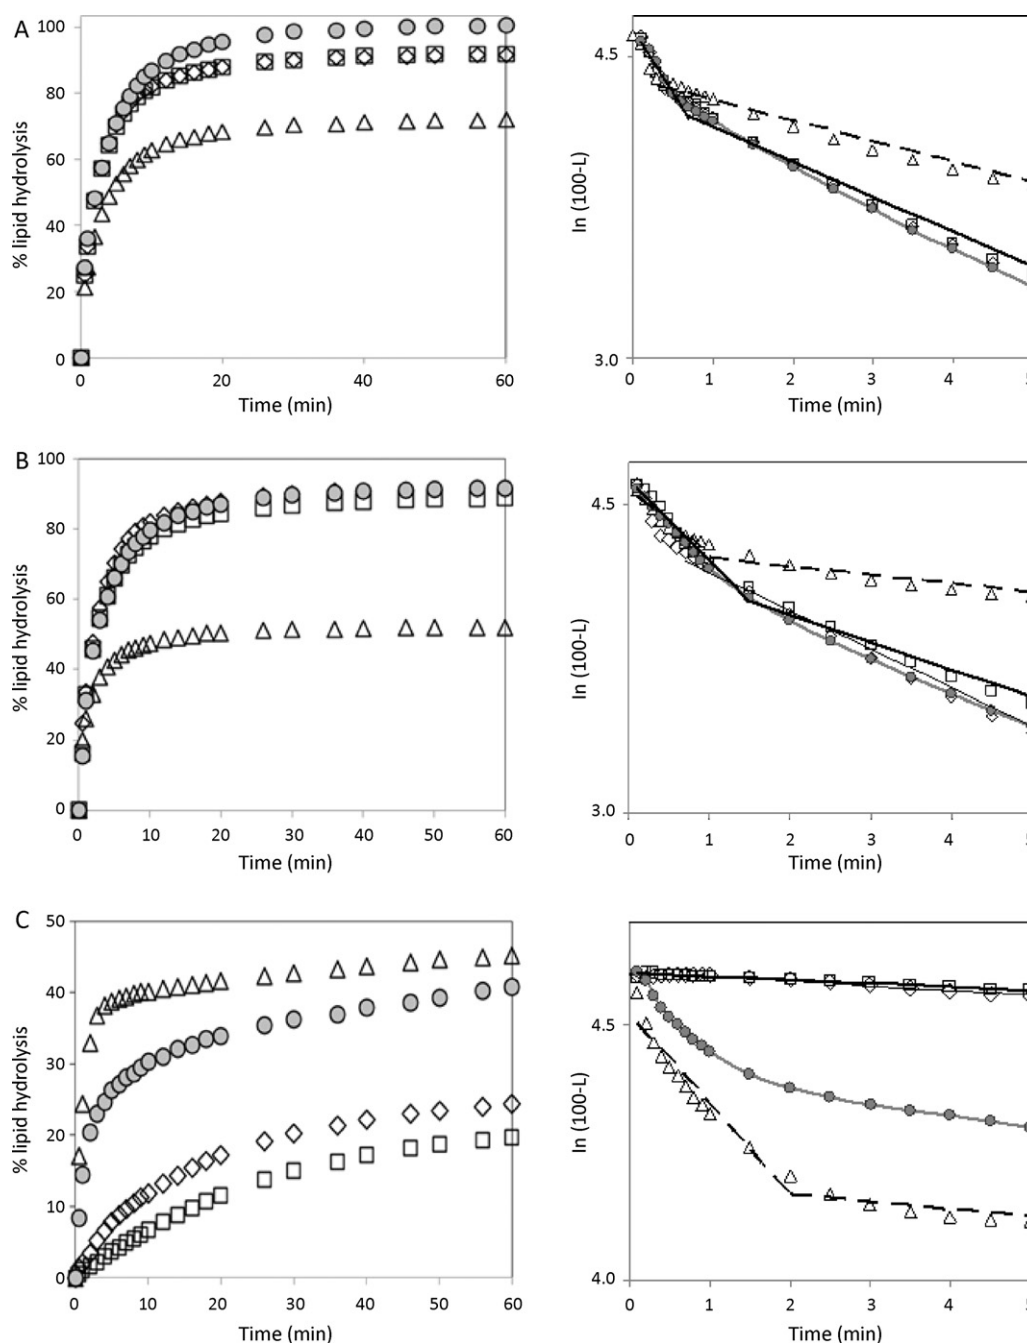 A
100
80
60
40
20
0
% lipid hydrolysis
0 20 40 60
Time (min)
4.5
3.0
ln (100-L)
0 1 2 3 4 5
Time (min)
B
100
80
60
40
20
0
% lipid hydrolysis
0 10 20 30 40 50 60
Time (min)
4.5
3.0
ln (100-L)
0 1 2 3 4 5
Time (min)
C
50
40
30
20
10
0
% lipid hydrolysis
0 10 20 30 40 50 60
Time (min)
4.5
4.0
ln (100-L)
0 1 2 3 4 5
Time (min)